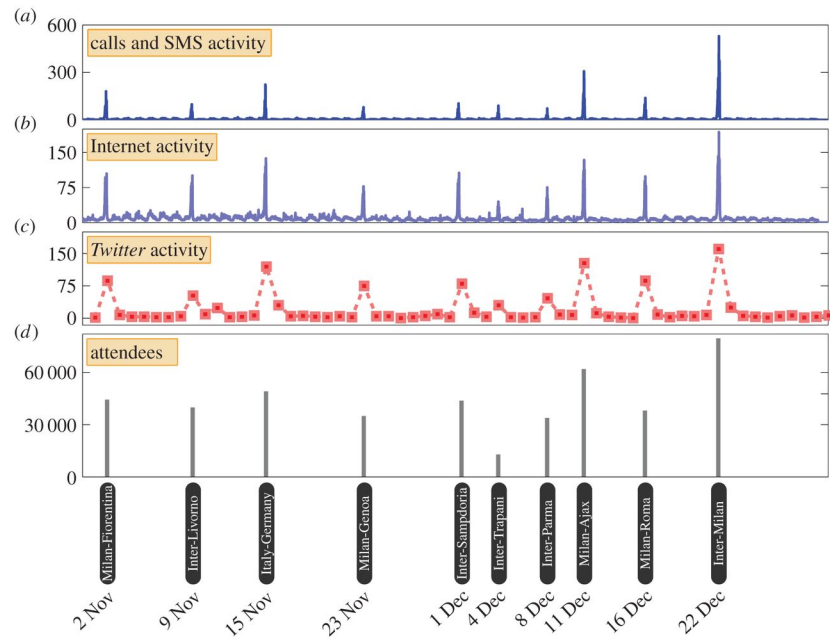 (a)
600
calls and SMS activity
300
0
(b)
Internet activity
150
75
0
(c)
Twitter activity
150
75
0
(d)
attendees
60 000
30 000
0
Milan-Fiorentina
Inter-Livorno
Italy-Germany
Milan-Genoa
Inter-Sampdoria
Inter-Trapani
Inter-Parma
Milan-Ajax
Milan-Roma
Inter-Milan
2 Nov
9 Nov
15 Nov
23 Nov
1 Dec
4 Dec
8 Dec
11 Dec
16 Dec
22 Dec